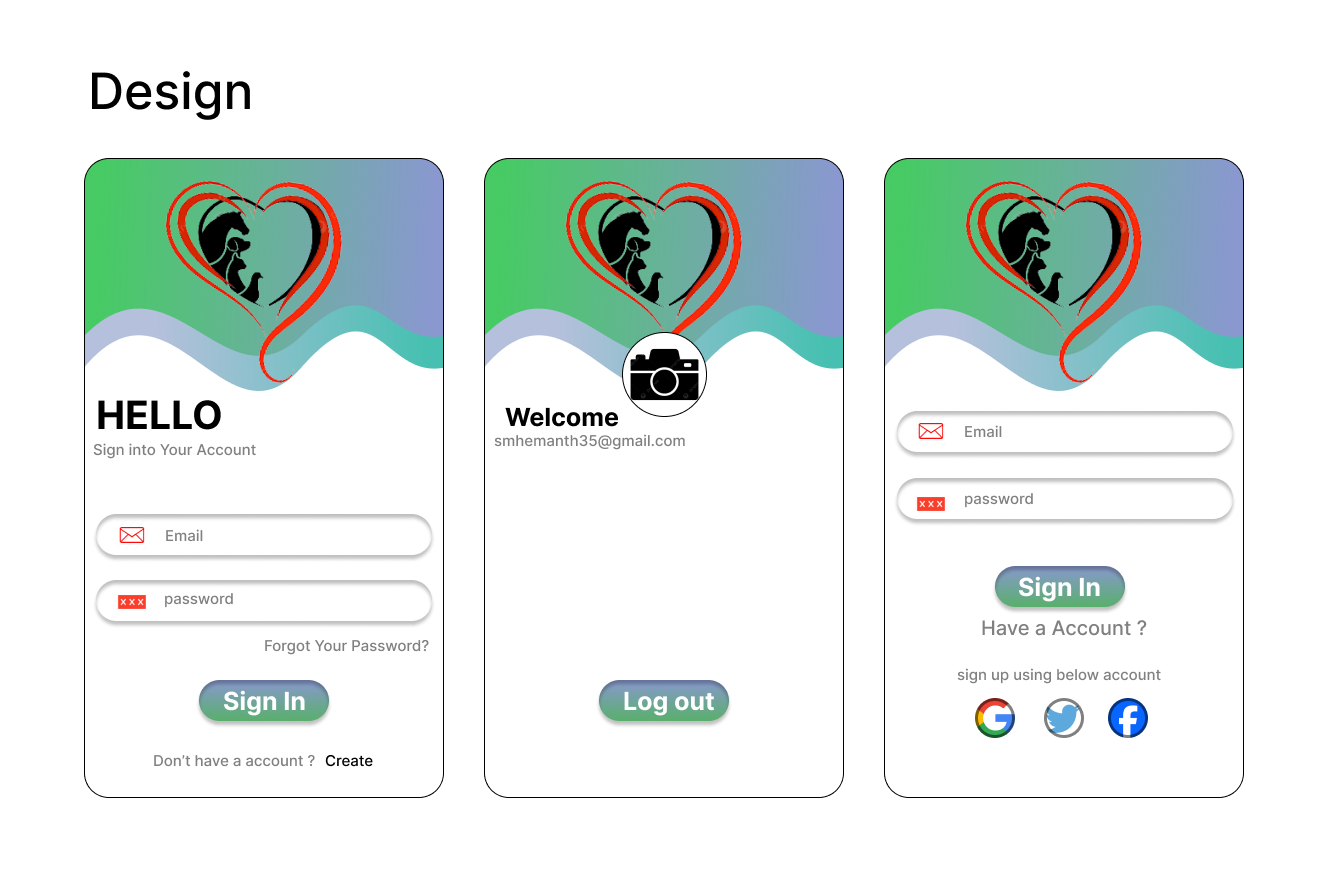 Design
HELLO
Sign into Your Account
Email
xxx password
Forgot Your Password?
Sign In
Don't have a account ? Create
Welcome
smhemanth35@gmail.com
Log out
Email
xxx password
Sign In
Have a Account ?
sign up using below account